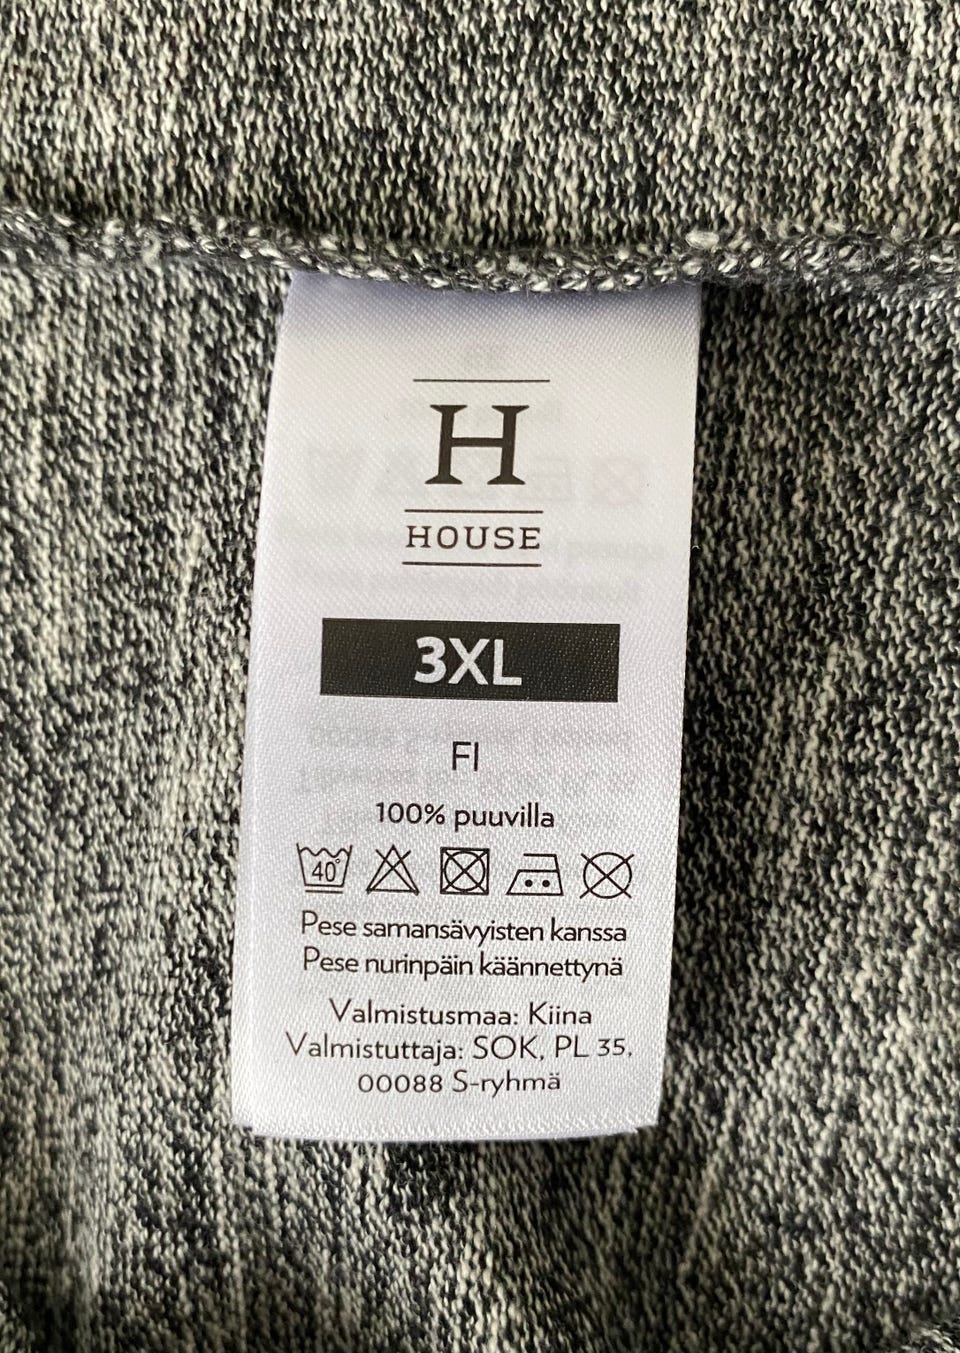 H
HOUSE
3XL
FI
100% puuvilla
40°
Pese samansävyisten kanssa
Pese nurinpäin käännettynä
Valmistusmaa: Kiina
Valmistuttaja: SOK, PL 35,
00088 S-ryhmä